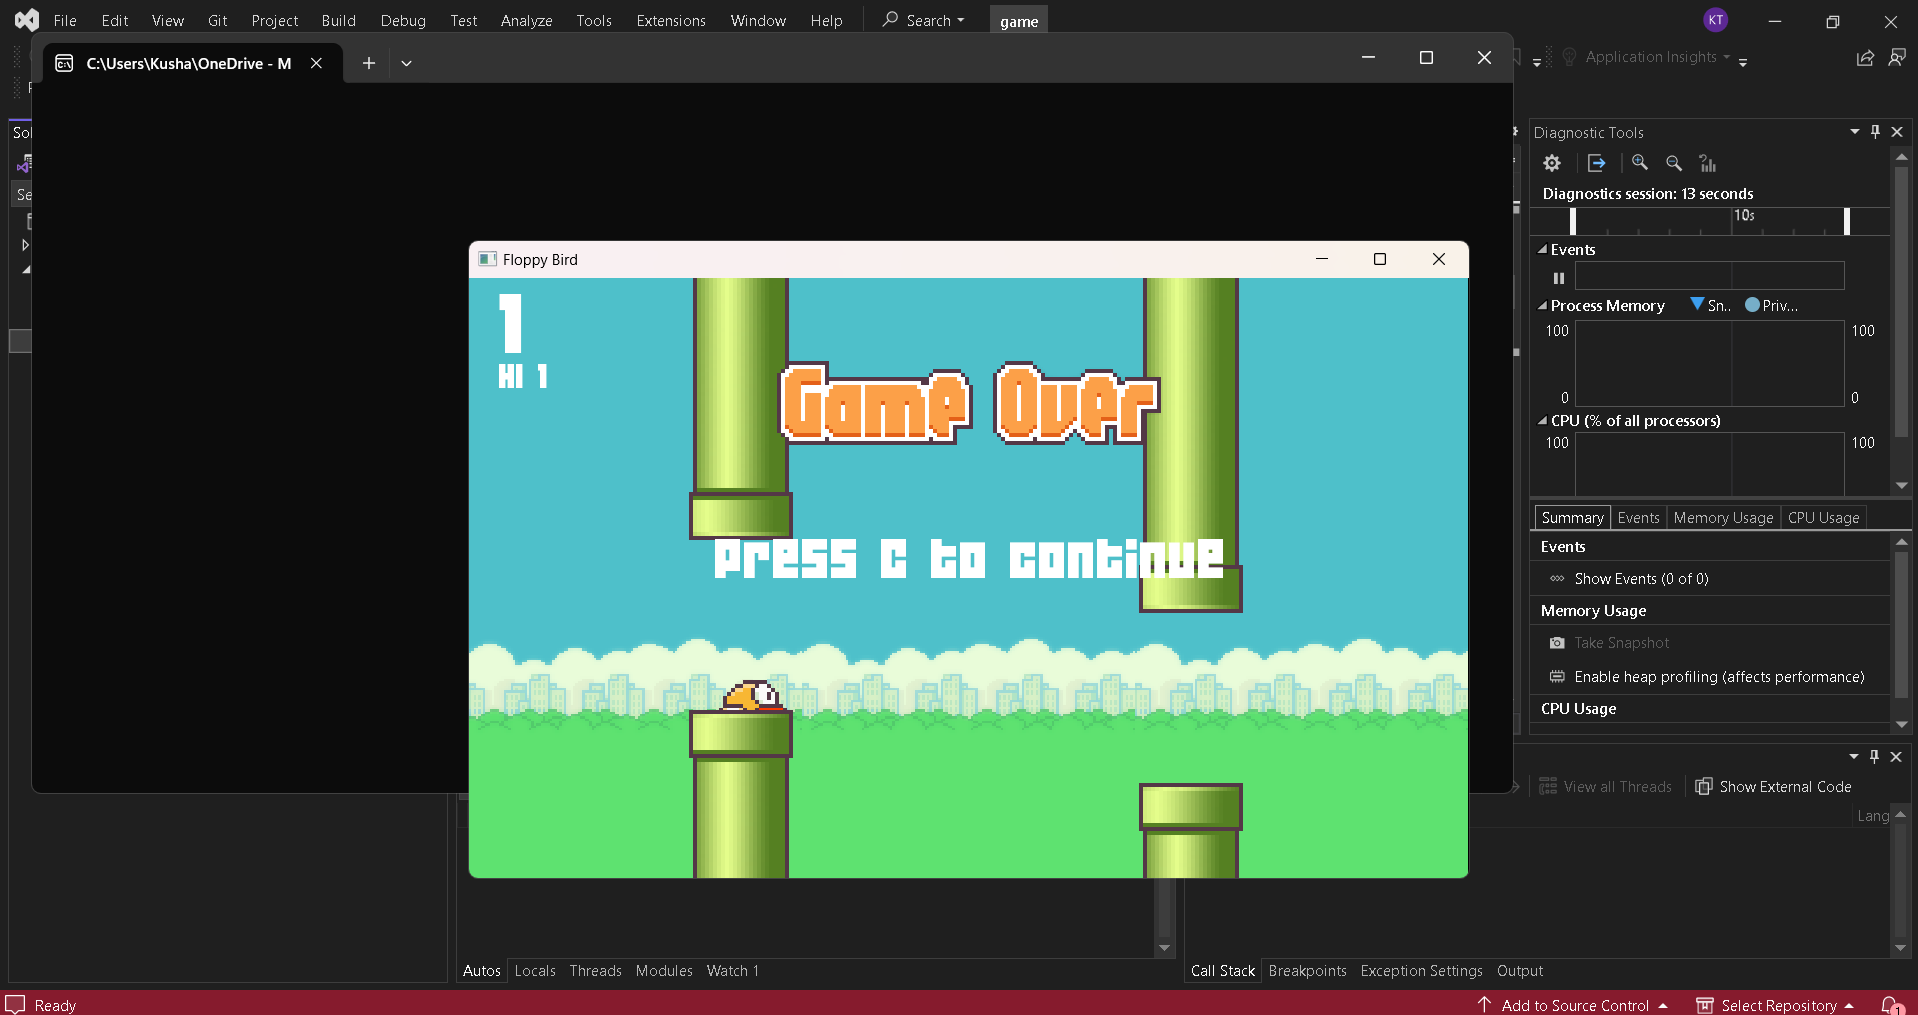 File Edit View Git Project Build Debug Test Analyze Tools Extensions Window Help Search game KT
C:\Users\Kusha\OneDrive - M
Application Insights
Sol
Diagnostic Tools
Se
Diagnostics session: 13 seconds
10s
Floppy Bird
Events
1
HI 1
Process Memory Sn.. Priv...
100 100
0 0
Game Over
CPU (% of all processors)
100 100
Summary Events Memory Usage CPU Usage
press c to continue
Events
Show Events (0 of 0)
Memory Usage
Take Snapshot
Enable heap profiling (affects performance)
CPU Usage
View all Threads Show External Code
Lang
Autos Locals Threads Modules Watch 1
Call Stack Breakpoints Exception Settings Output
Ready
Add to Source Control Select Repository 1